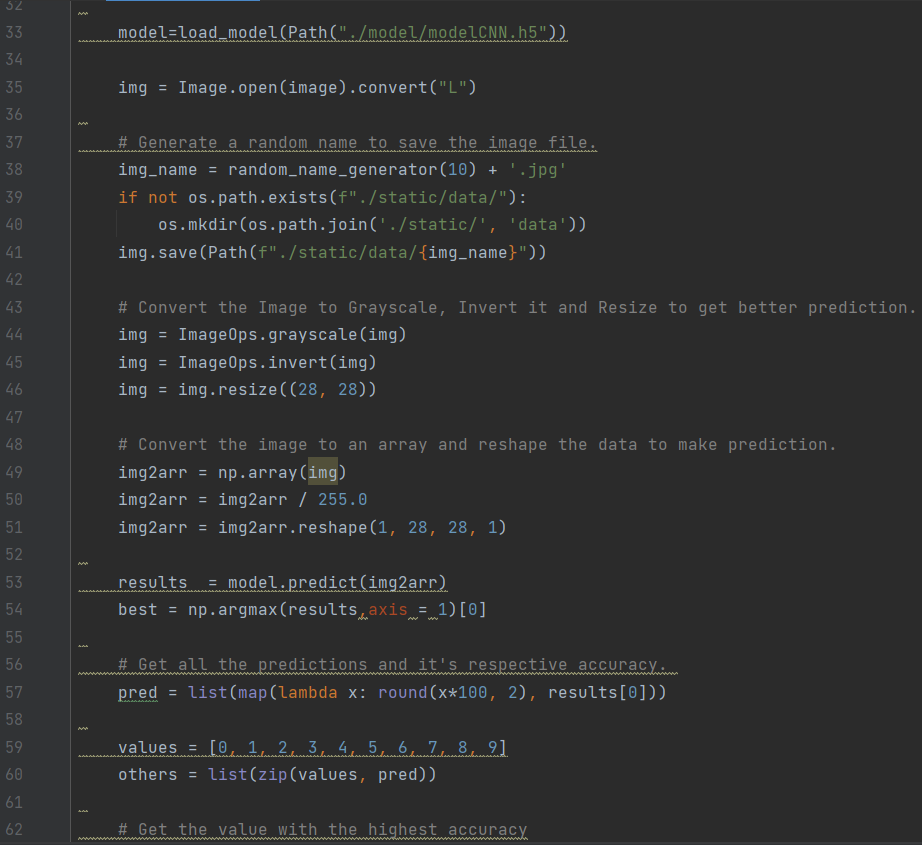 32
33 model=load_model(Path("./model/modelCNN.h5"))
34
35 img = Image.open(image).convert("L")
36
37 # Generate a random name to save the image file.
38 img_name = random_name_generator(10) + '.jpg'
39 if not os.path.exists(f"./static/data/"):
40 os.mkdir(os.path.join('./static/', 'data'))
41 img.save(Path(f"./static/data/{img_name}"))
42
43 # Convert the Image to Grayscale, Invert it and Resize to get better prediction.
44 img = ImageOps.grayscale(img)
45 img = ImageOps.invert(img)
46 img = img.resize((28, 28))
47
48 # Convert the image to an array and reshape the data to make prediction.
49 img2arr = np.array(img)
50 img2arr = img2arr / 255.0
51 img2arr = img2arr.reshape(1, 28, 28, 1)
52
53 results  = model.predict(img2arr)
54 best = np.argmax(results,axis = 1)[0]
55
56 # Get all the predictions and it's respective accuracy.
57 pred = list(map(lambda x: round(x*100, 2), results[0]))
58
59 values = [0, 1, 2, 3, 4, 5, 6, 7, 8, 9]
60 others = list(zip(values, pred))
61
62 # Get the value with the highest accuracy